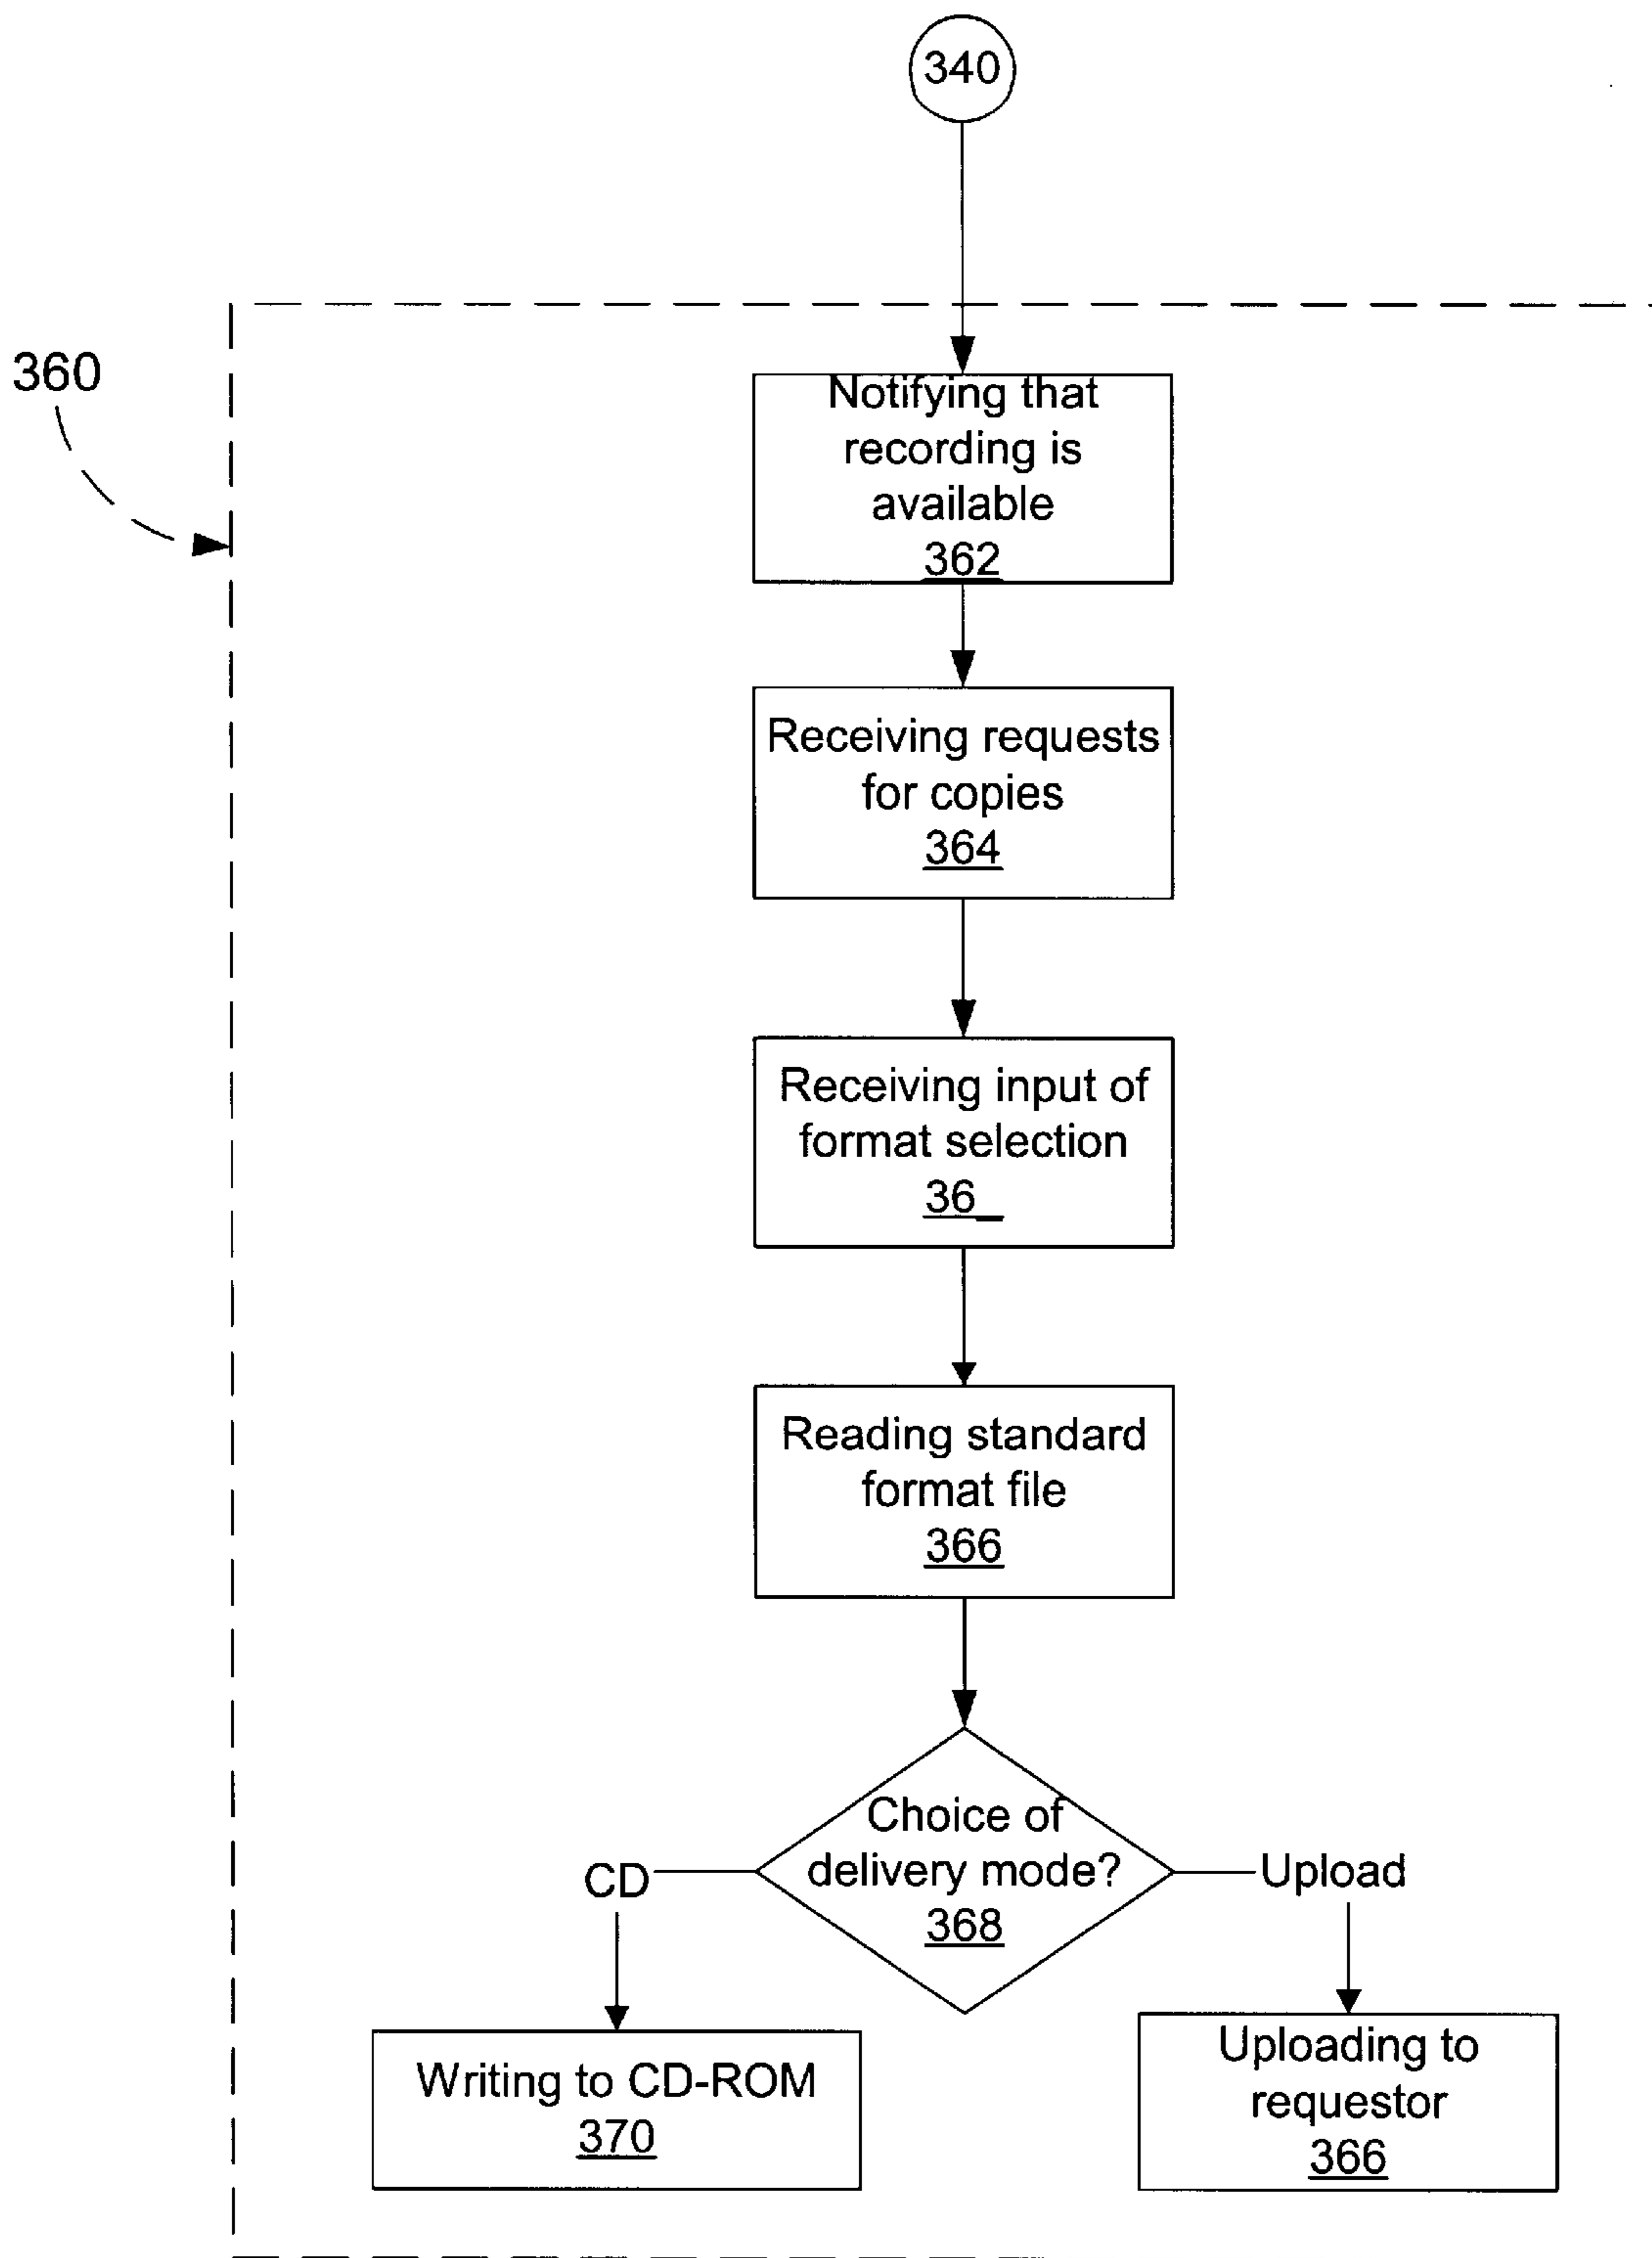 340
360
Notifying that
recording is
available
362
Receiving requests
for copies
364
Receiving input of
format selection
36_
Reading standard
format file
366
Choice of
delivery mode?
368
CD
Upload
Writing to CD-ROM
370
Uploading to
requestor
366